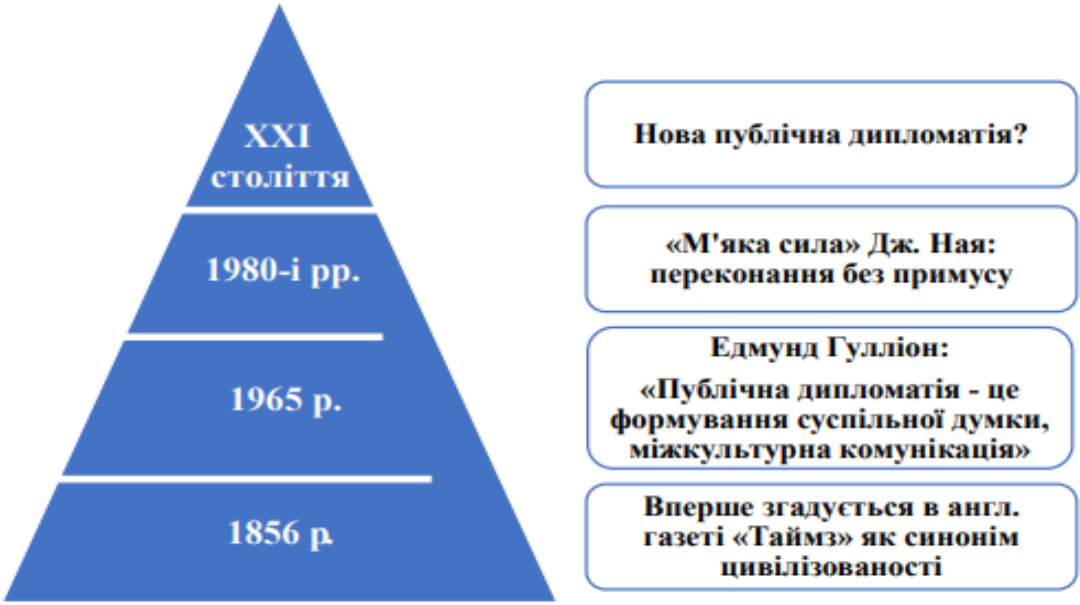 XXI
століття
Нова публічна дипломатія?
1980-і рр.
«М'яка сила» Дж. Ная:
переконання без примусу
1965 р.
Едмунд Гулліон:
«Публічна дипломатія - це
формування суспільної думки,
міжкультурна комунікація»
1856 р.
Вперше згадується в англ.
газеті «Таймз» як синонім
цивілізованості